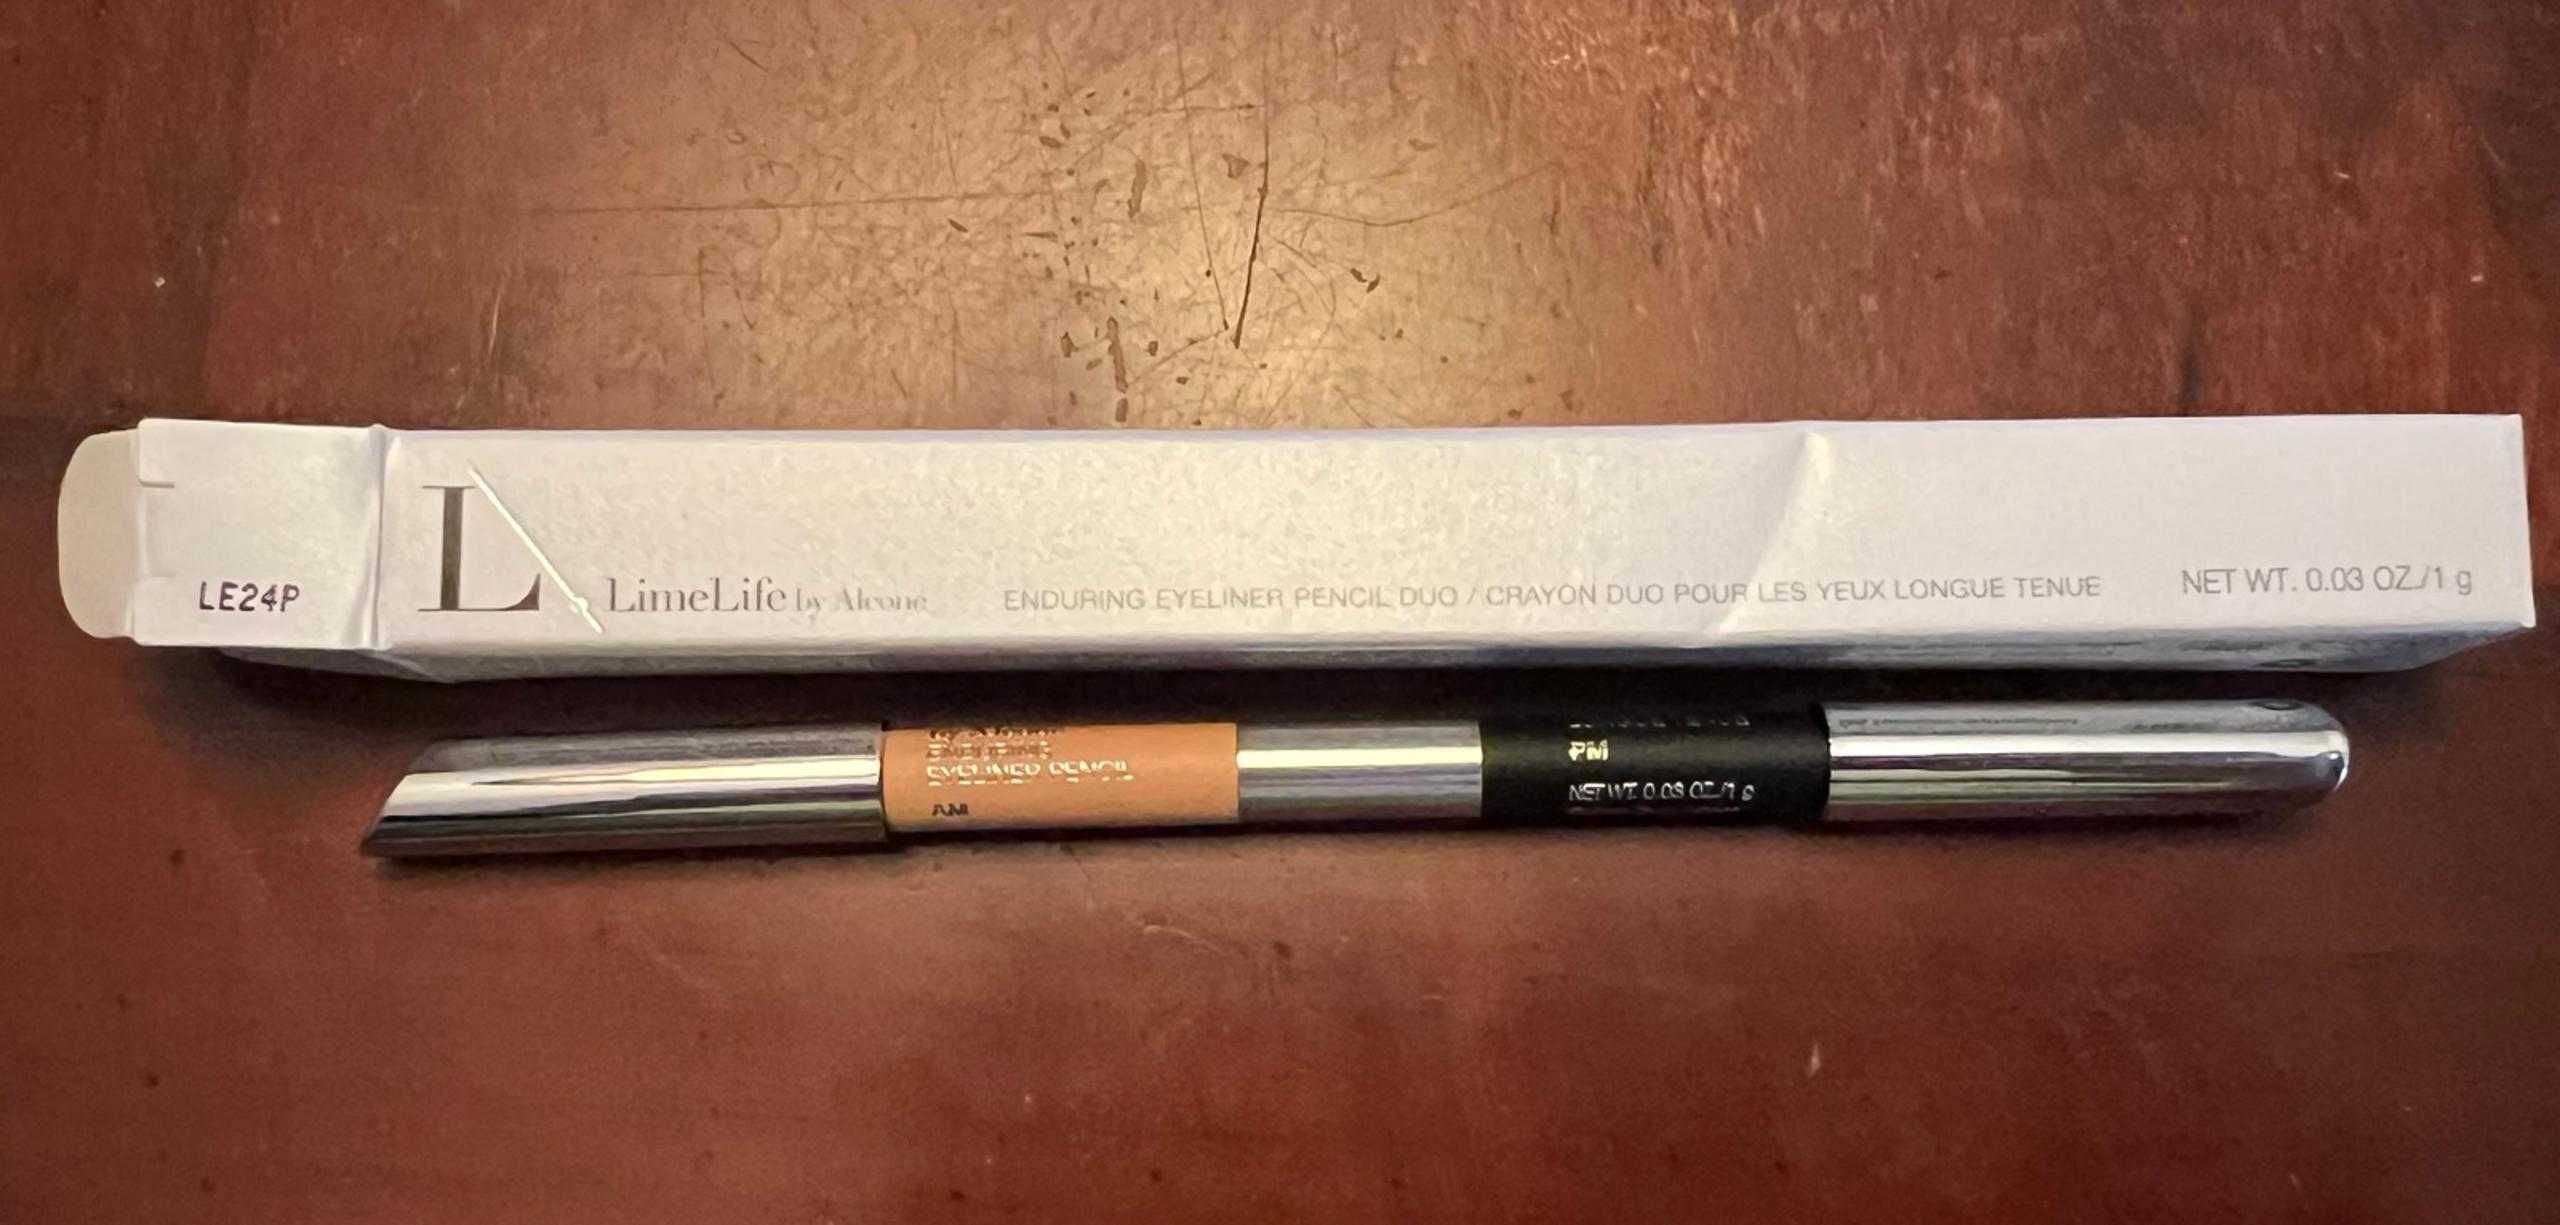 LE24P
L
LimeLife by Alcone
ENDURING EYELINER PENCIL DUO / CRAYON DUO POUR LES YEUX LONGUE TENUE
NET WT. 0.03 OZ./1 g
EYELINER PENCIL
AM
PM
NET WT. 0.03 OZ./1 g